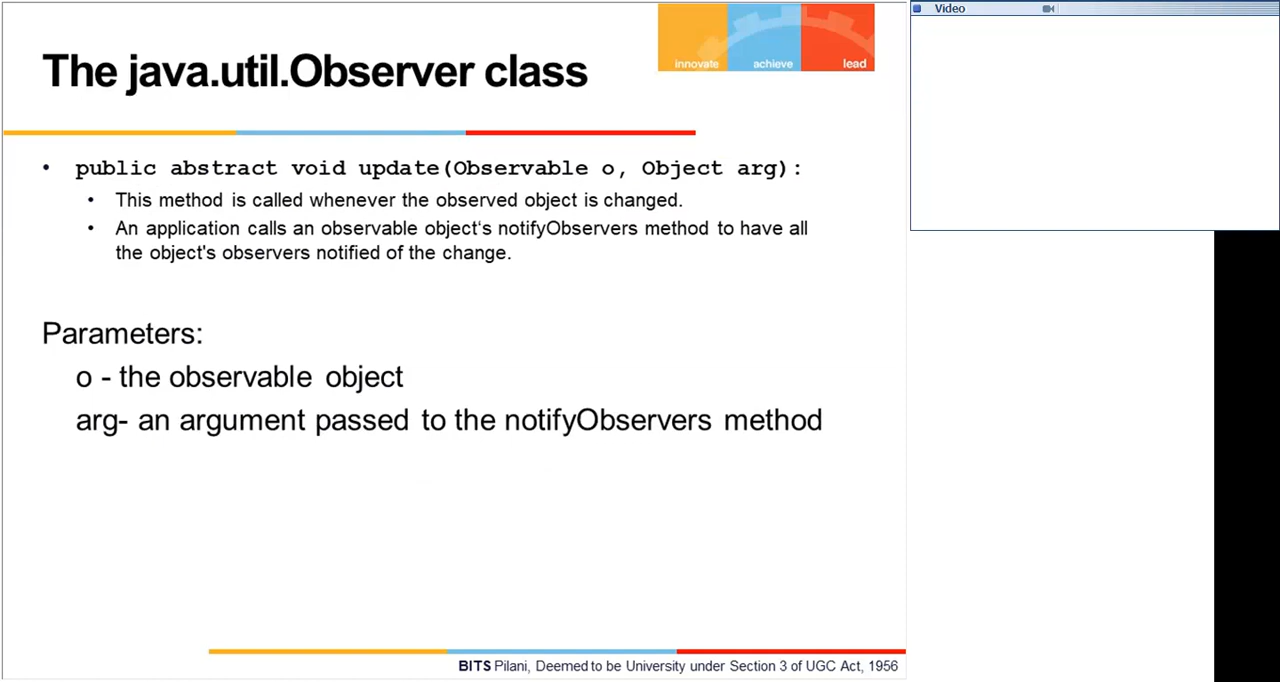 The java.util.Observer class
innovate achieve lead
Video
• public abstract void update(Observable o, Object arg):
• This method is called whenever the observed object is changed.
• An application calls an observable object‘s notifyObservers method to have all
the object's observers notified of the change.
Parameters:
o - the observable object
arg- an argument passed to the notifyObservers method
BITS Pilani, Deemed to be University under Section 3 of UGC Act, 1956